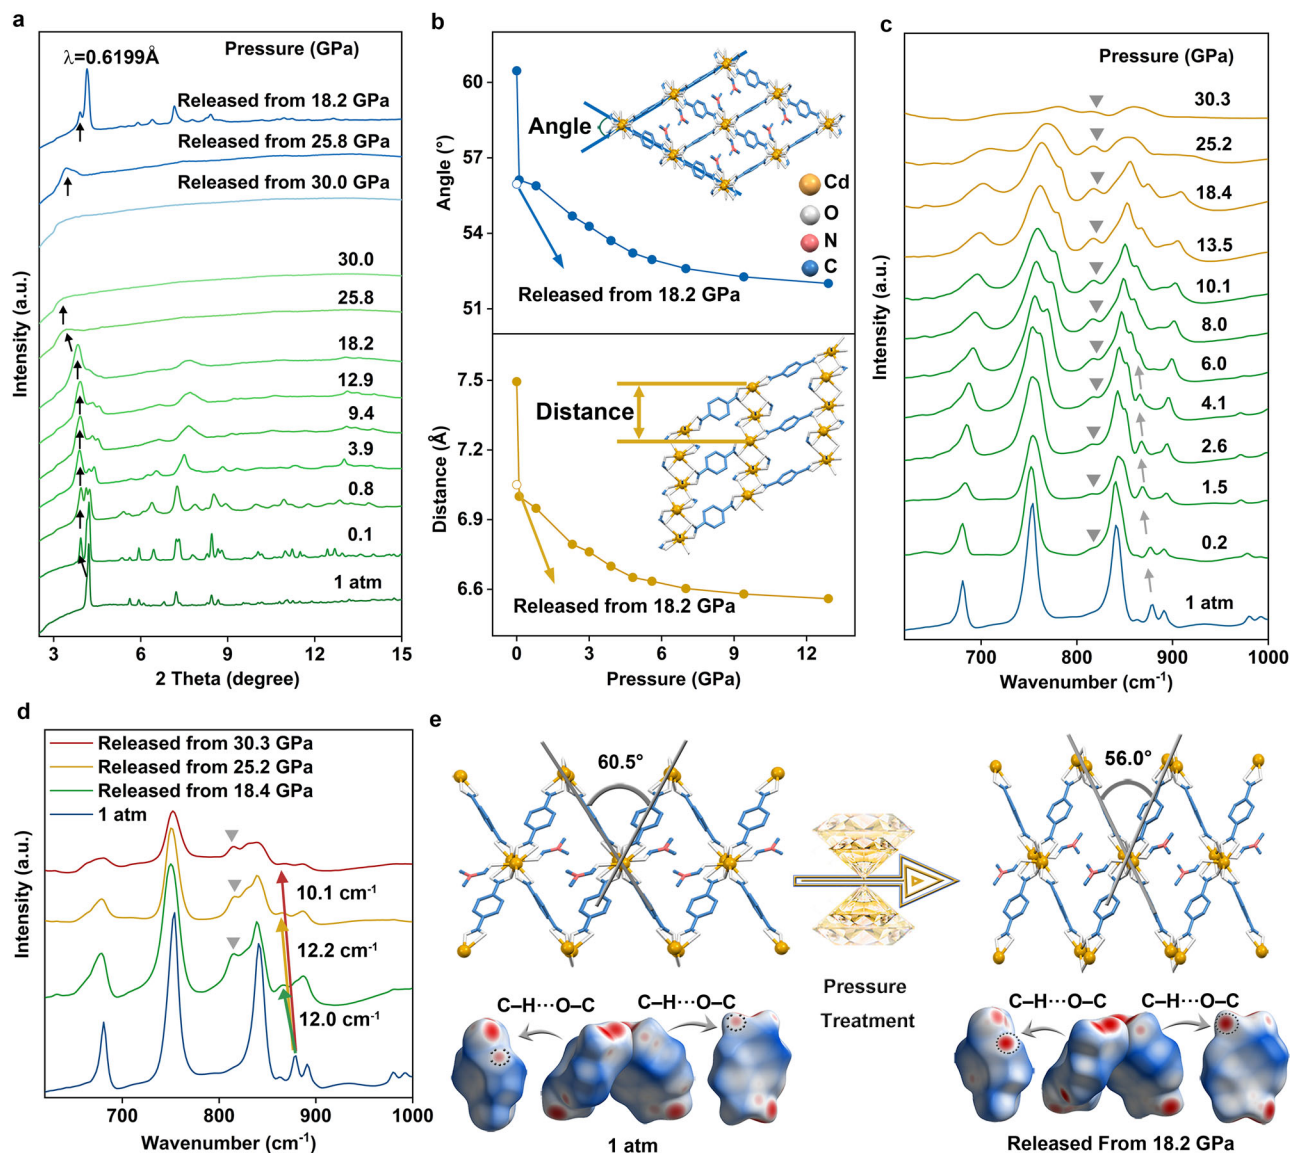 a
Pressure (GPa)
λ=0.6199Å
Released from 18.2 GPa
Released from 25.8 GPa
Released from 30.0 GPa
30.0
25.8
18.2
12.9
9.4
3.9
0.8
0.1
1 atm
Intensity (a.u.)
3 6 9 12 15
2 Theta (degree)
b
60
57
54
51
Angle (°)
Angle
Cd
O
N
C
Released from 18.2 GPa
7.5
7.2
6.9
6.6
Distance (Å)
Distance
Released from 18.2 GPa
0 3 6 9 12
Pressure (GPa)
c
Pressure (GPa)
30.3
25.2
18.4
13.5
10.1
8.0
6.0
4.1
2.6
1.5
0.2
1 atm
Intensity (a.u.)
700 800 900 1000
Wavenumber (cm⁻¹)
d
Released from 30.3 GPa
Released from 25.2 GPa
Released from 18.4 GPa
1 atm
10.1 cm⁻¹
12.2 cm⁻¹
12.0 cm⁻¹
Intensity (a.u.)
700 800 900 1000
Wavenumber (cm⁻¹)
e
60.5°
56.0°
Pressure
Treatment
C–H···O–C C–H···O–C
C–H···O–C C–H···O–C
1 atm
Released From 18.2 GPa